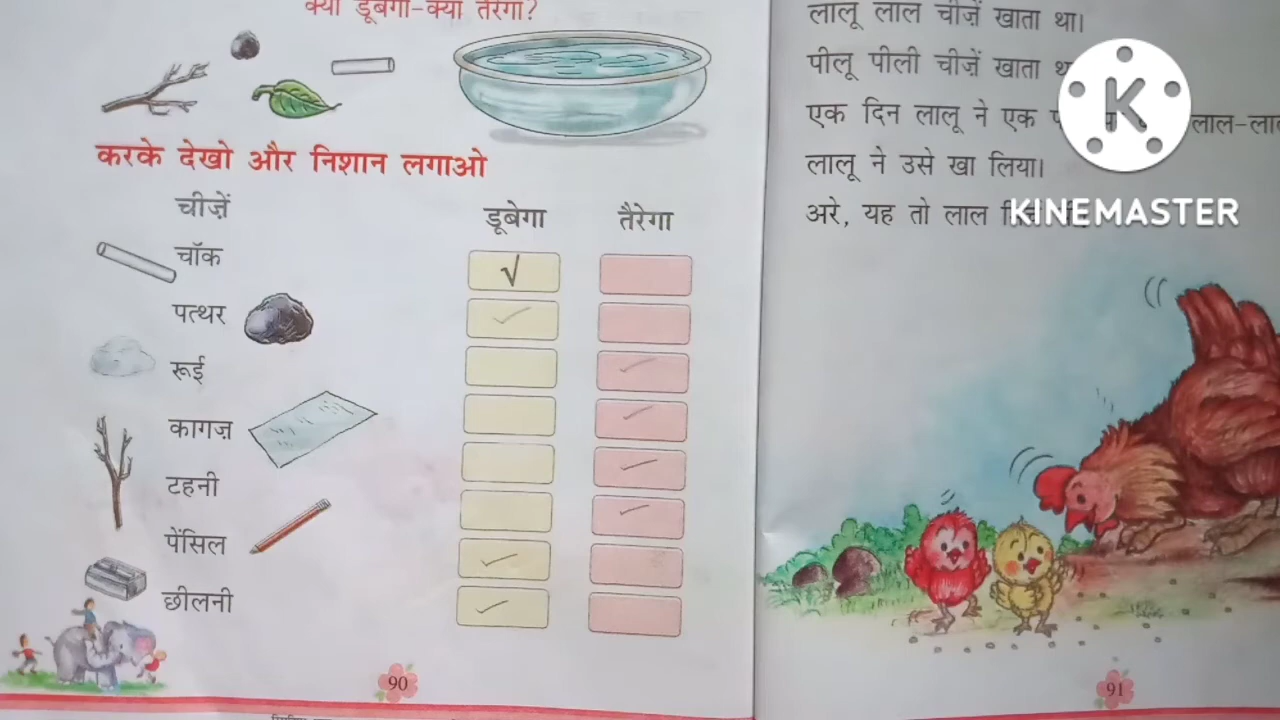 क्या डूबेगा-क्या तैरेगा?
करके देखो और निशान लगाओ
चीज़ें डूबेगा तैरेगा
चॉक
पत्थर
रूई
कागज़
टहनी
पेंसिल
छीलनी
90
लालू लाल चीज़ें खाता था।
पीलू पीली चीज़ें खाता
एक दिन लालू ने एक लाल-लाल
लालू ने उसे खा लिया।
अरे, यह तो लाल
91
K
KINEMASTER